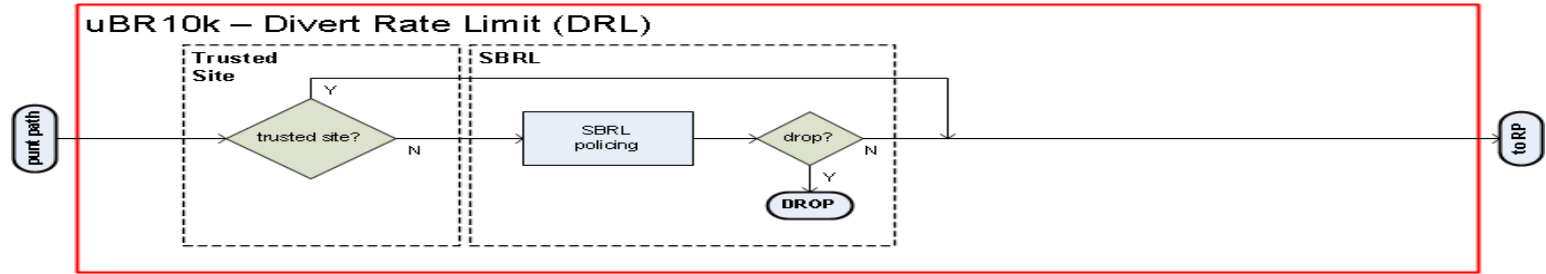 uBR10k – Divert Rate Limit (DRL)
Trusted
Site
SBRL
Y
punt path
trusted site?
N
SBRL
policing
drop?
N
Y
DROP
to RP